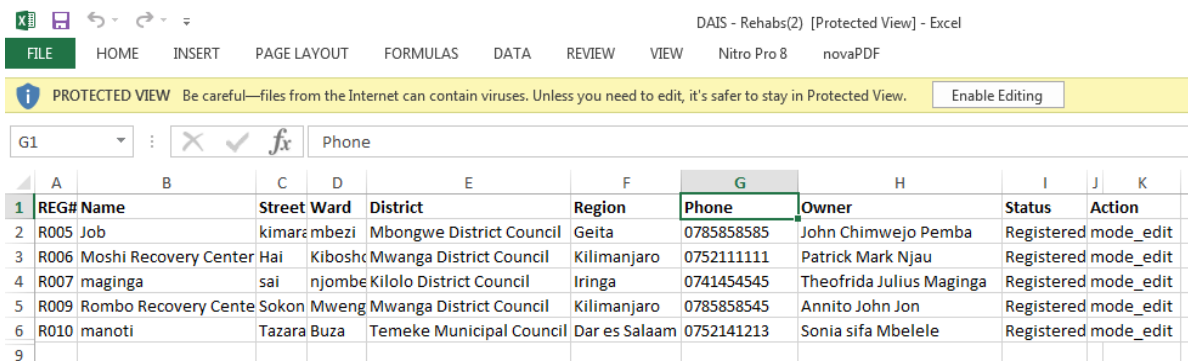 DAIS - Rehabs(2) [Protected View] - Excel
FILE HOME INSERT PAGE LAYOUT FORMULAS DATA REVIEW VIEW Nitro Pro 8 novaPDF
PROTECTED VIEW Be careful—files from the Internet can contain viruses. Unless you need to edit, it's safer to stay in Protected View. Enable Editing
G1 fx Phone
A B C D E F G H I J K
1 REG# Name Street Ward District Region Phone Owner Status Action
2 R005 Job kimara mbezi Mbongwe District Council Geita 0785858585 John Chimwejo Pemba Registered mode_edit
3 R006 Moshi Recovery Center Hai Kibosho Mwanga District Council Kilimanjaro 0752111111 Patrick Mark Njau Registered mode_edit
4 R007 maginga sai njombe Kilolo District Council Iringa 0741454545 Theofrida Julius Maginga Registered mode_edit
5 R009 Rombo Recovery Cente Sokon Mweng Mwanga District Council Kilimanjaro 0785858545 Annito John Jon Registered mode_edit
6 R010 manoti Tazara Buza Temeke Municipal Council Dar es Salaam 0752141213 Sonia sifa Mbelele Registered mode_edit
9